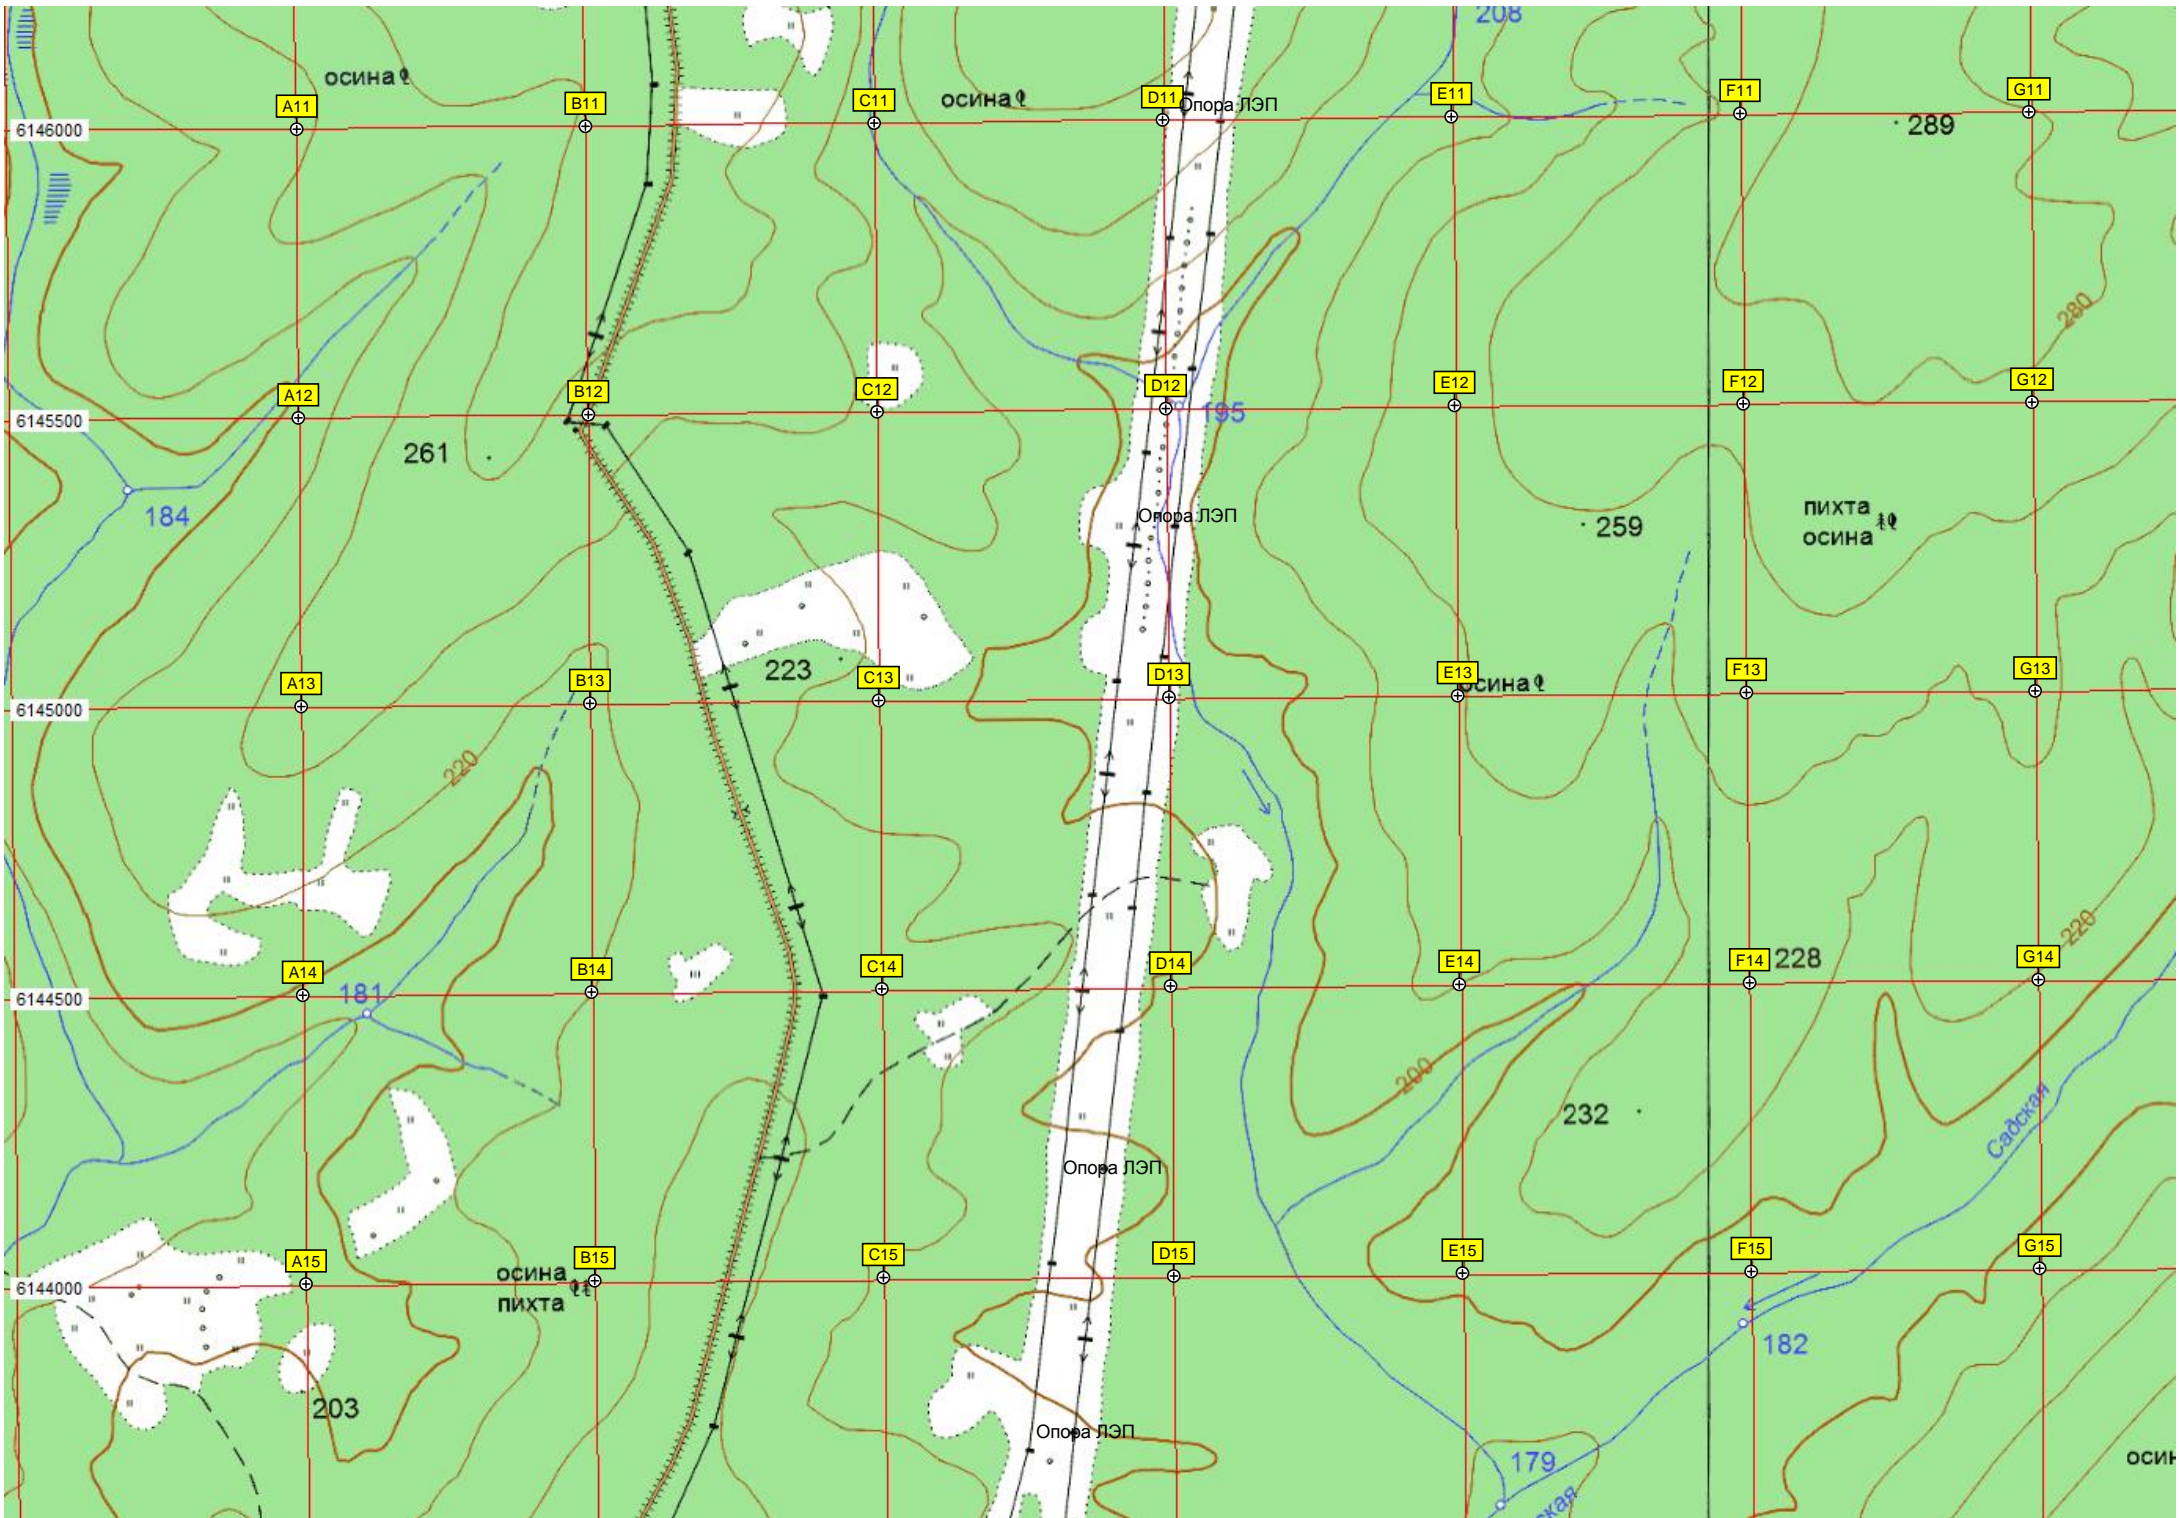 208
осина
A11
B11
C11
осина
D11
Опора ЛЭП
E11
F11
G11
289
6146000
280
A12
B12
C12
D12
195
E12
F12
G12
6145500
261
184
Опора ЛЭП
259
пихта
осина
A13
B13
223
C13
D13
E13
осина
F13
G13
6145000
220
A14
B14
C14
D14
E14
F14
228
G14
220
6144500
181
200
232
Садская
Опора ЛЭП
A15
B15
C15
D15
E15
F15
G15
6144000
осина
пихта
182
203
Опора ЛЭП
179
осин
ская